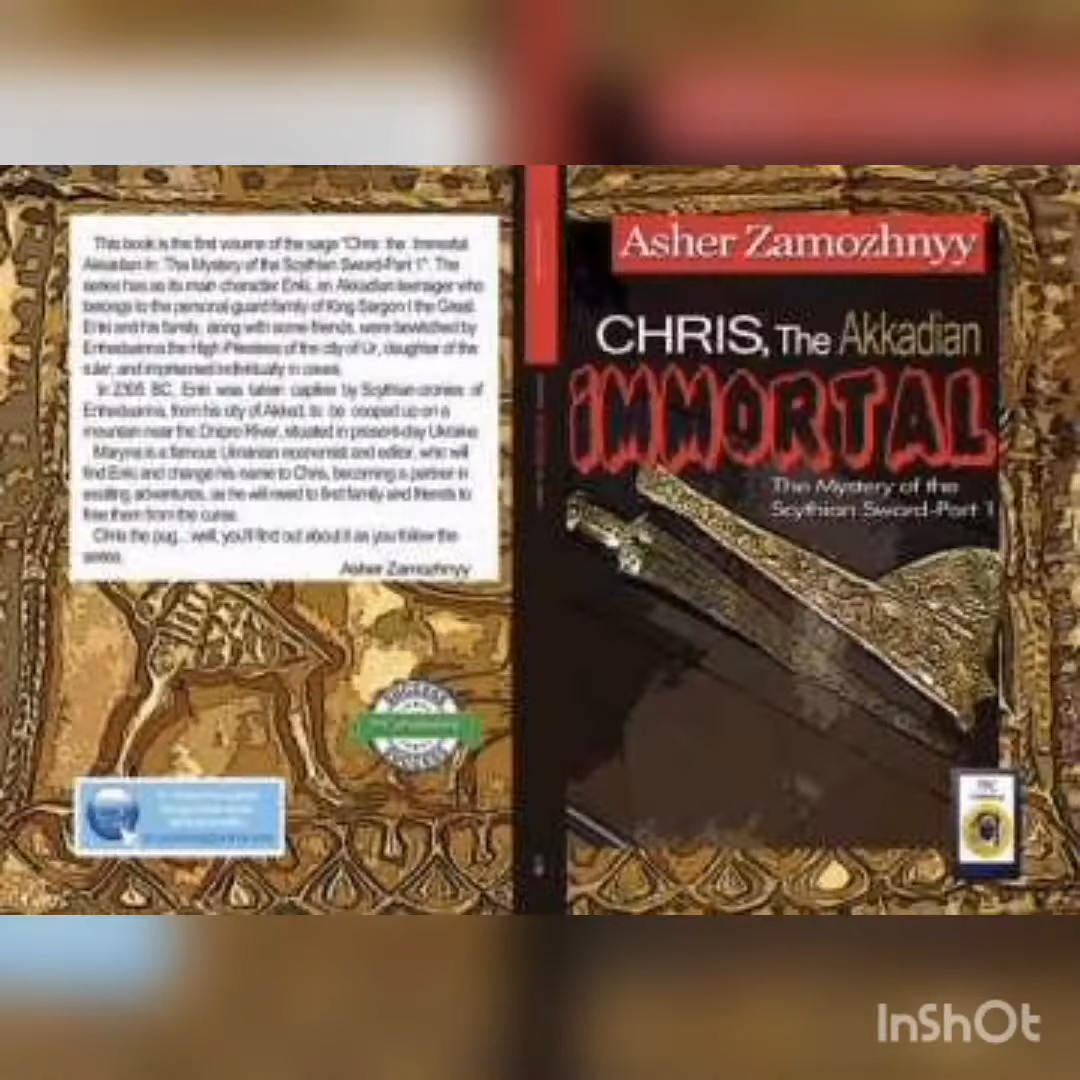 This book is the first volume of the saga "Chris the Immortal
Akkadian In: The Mystery of the Scythian Sword-Part 1". The
series has as its main character Enki, an Akkadian teenager who
belongs to the personal guard family of King Sargon I the Great.
Enki and his family, along with some friends, were bewitched by
Enheduanna the High Priestess of the city of Ur, daughter of the
ruler, and imprisoned individually in
In BC, Enki was taken captive by Scythian cronies of
Enheduanna, from his city of Akkad, to be cooped up on a
mountain near the Dnipro River, situated in present-day Ukraine
Maryna is a famous Ukrainian economist and editor, who will
find Enki and change his name to Chris, becoming a partner in
exciting adventures, as he will need to find family and friends to
free them from the curse.
Chris the pug... well, you'll find out about it as you follow the
series.
Asher Zamozhnyy
Asher Zamozhnyy
CHRIS, The Akkadian
iMMORTAL
The Mystery of the
Scythian Sword-Part 1
InShOt